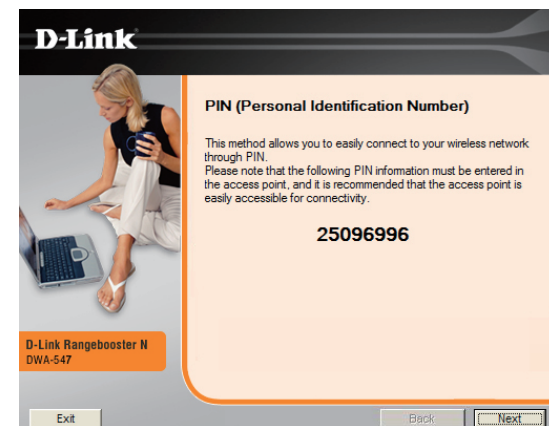 D-Link
PIN (Personal Identification Number)
This method allows you to easily connect to your wireless network
through PIN.
Please note that the following PIN information must be entered in
the access point, and it is recommended that the access point is
easily accessible for connectivity.
25096996
D-Link Rangebooster N
DWA-547
Exit
Back
Next